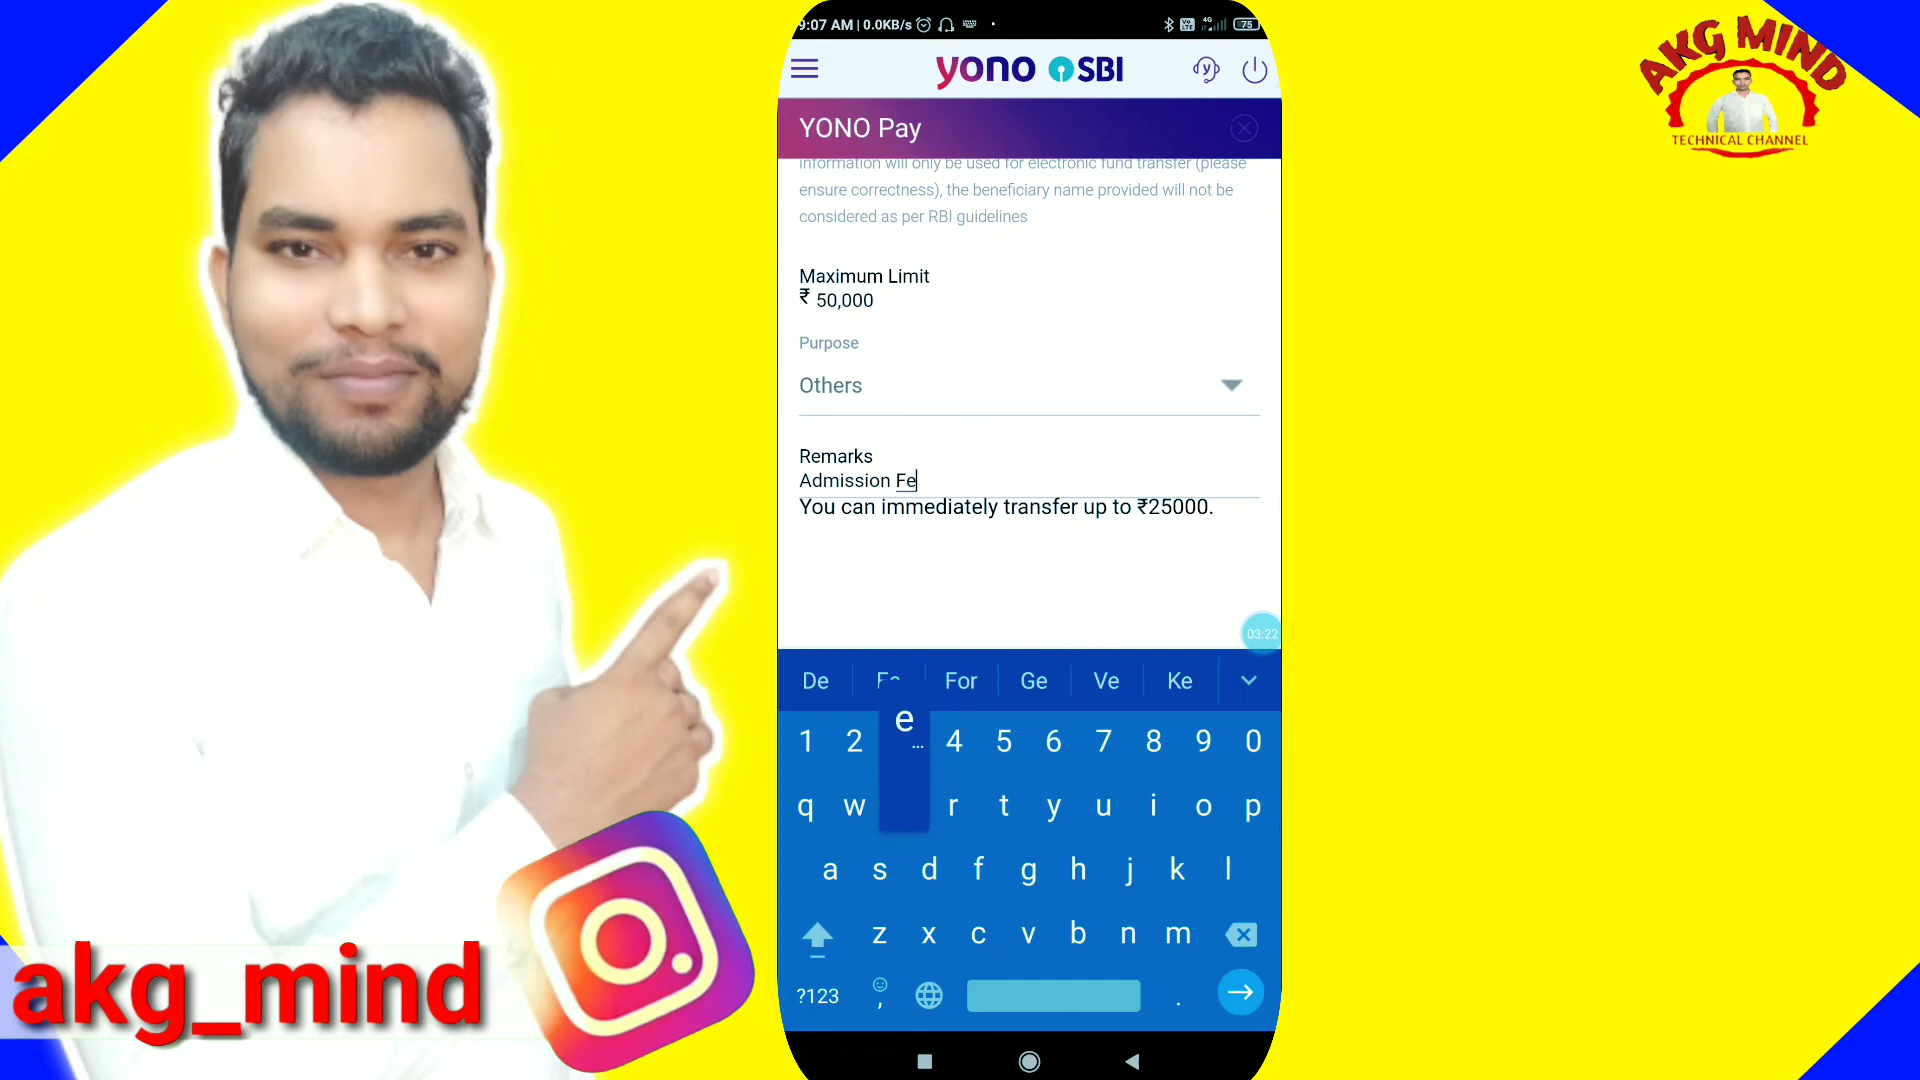 9:07 AM | 0.0KB/s
4G
75
yono SBI
YONO Pay
information will only be used for electronic fund transfer (please
ensure correctness), the beneficiary name provided will not be
considered as per RBI guidelines
Maximum Limit
₹ 50,000
Purpose
Others
Remarks
Admission Fe
You can immediately transfer up to ₹25000.
03:22
De For Ge Ve Ke
e
...
1 2 4 5 6 7 8 9 0
q w r t y u i o p
a s d f g h j k l
z x c v b n m
?123 , .
AKG MIND
TECHNICAL CHANNEL
akg_mind